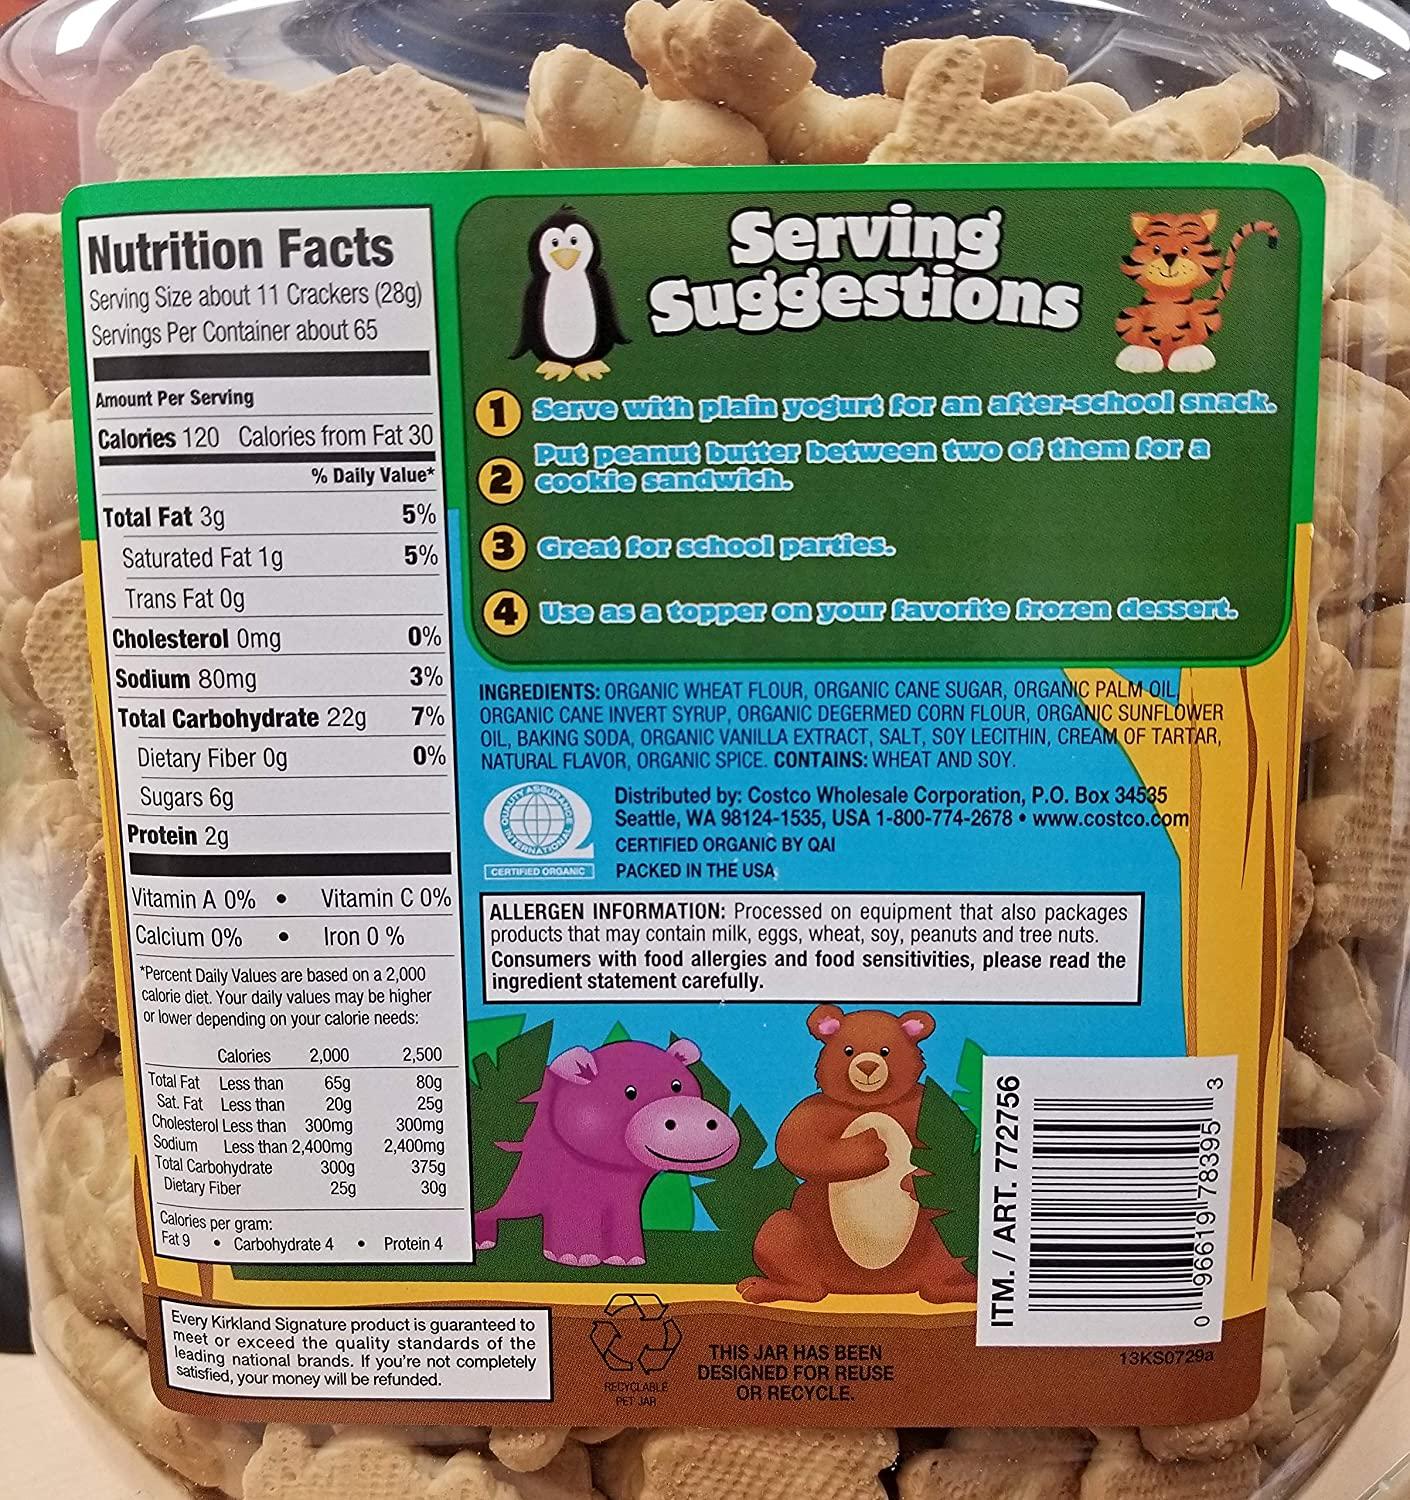 Nutrition Facts
Serving Size about 11 Crackers (28g)
Servings Per Container about 65
Amount Per Serving
Calories 120 Calories from Fat 30
% Daily Value*
Total Fat 3g 5%
Saturated Fat 1g 5%
Trans Fat 0g
Cholesterol 0mg 0%
Sodium 80mg 3%
Total Carbohydrate 22g 7%
Dietary Fiber 0g 0%
Sugars 6g
Protein 2g
Vitamin A 0% • Vitamin C 0%
Calcium 0% • Iron 0 %
*Percent Daily Values are based on a 2,000
calorie diet. Your daily values may be higher
or lower depending on your calorie needs:
Calories 2,000 2,500
Total Fat Less than 65g 80g
Sat. Fat Less than 20g 25g
Cholesterol Less than 300mg 300mg
Sodium Less than 2,400mg 2,400mg
Total Carbohydrate 300g 375g
Dietary Fiber 25g 30g
Calories per gram:
Fat 9 • Carbohydrate 4 • Protein 4
Every Kirkland Signature product is guaranteed to
meet or exceed the quality standards of the
leading national brands. If you're not completely
satisfied, your money will be refunded.
Serving
Suggestions
1 Serve with plain yogurt for an after-school snack.
Put peanut butter between two of them for a
2 cookie sandwich.
3 Great for school parties.
4 Use as a topper on your favorite frozen dessert.
INGREDIENTS: ORGANIC WHEAT FLOUR, ORGANIC CANE SUGAR, ORGANIC PALM OIL,
ORGANIC CANE INVERT SYRUP, ORGANIC DEGERMED CORN FLOUR, ORGANIC SUNFLOWER
OIL, BAKING SODA, ORGANIC VANILLA EXTRACT, SALT, SOY LECITHIN, CREAM OF TARTAR,
NATURAL FLAVOR, ORGANIC SPICE. CONTAINS: WHEAT AND SOY.
QUALITY ASSURANCE
INTERNATIONAL
CERTIFIED ORGANIC
Distributed by: Costco Wholesale Corporation, P.O. Box 34535
Seattle, WA 98124-1535, USA 1-800-774-2678 • www.costco.com
CERTIFIED ORGANIC BY QAI
PACKED IN THE USA
ALLERGEN INFORMATION: Processed on equipment that also packages
products that may contain milk, eggs, wheat, soy, peanuts and tree nuts.
Consumers with food allergies and food sensitivities, please read the
ingredient statement carefully.
ITM. / ART. 772756
0 96619 78395 3
13KS0729a
RECYCLABLE
PET JAR
THIS JAR HAS BEEN
DESIGNED FOR REUSE
OR RECYCLE.